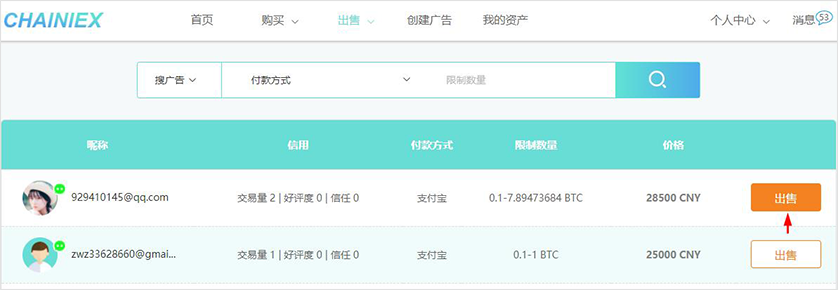 CHAINIEX 首页 购买 出售 创建广告 我的资产 个人中心 消息 53
搜广告 付款方式 限制数量
昵称 信用 付款方式 限制数量 价格
929410145@qq.com 交易量 2 | 好评度 0 | 信任 0 支付宝 0.1-7.89473684 BTC 28500 CNY 出售
zwz33628660@gmai... 交易量 1 | 好评度 0 | 信任 0 支付宝 0.1-1 BTC 25000 CNY 出售